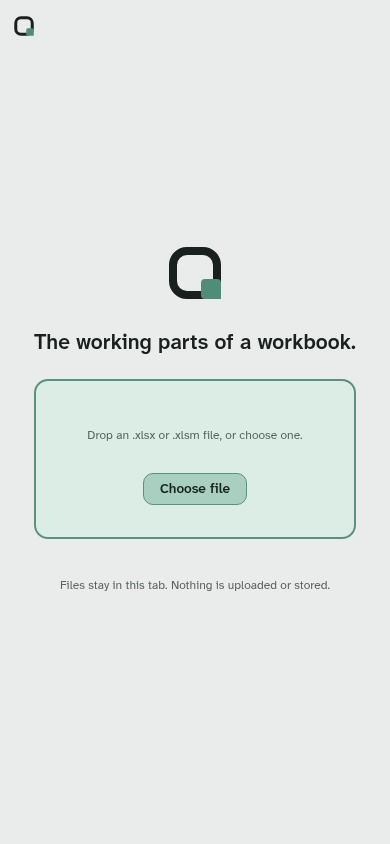 The working parts of a workbook.
Drop an .xlsx or .xlsm file, or choose one.
Choose file
Files stay in this tab. Nothing is uploaded or stored.